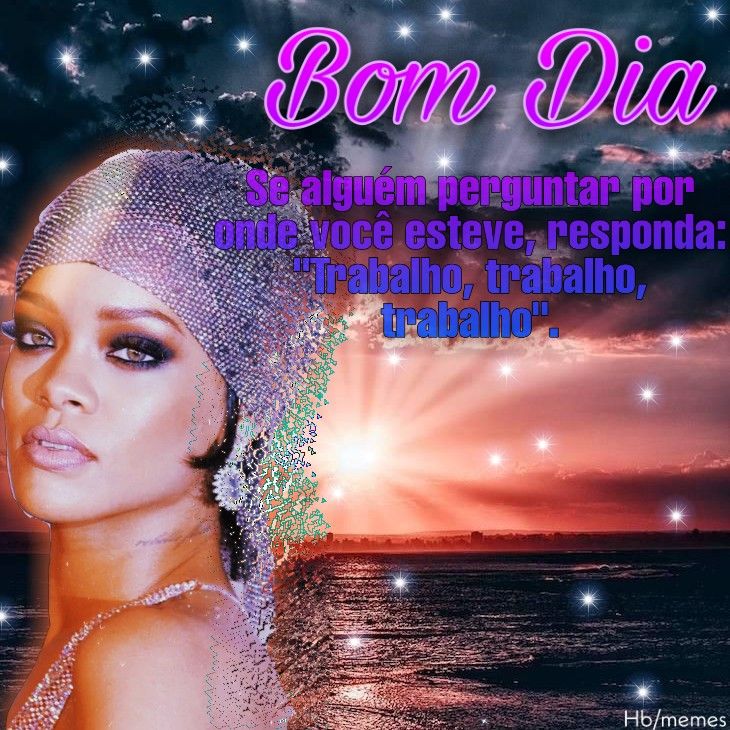 Bom Dia
Se alguém perguntar por
onde você esteve, responda:
"Trabalho, trabalho,
trabalho".
Hb/memes